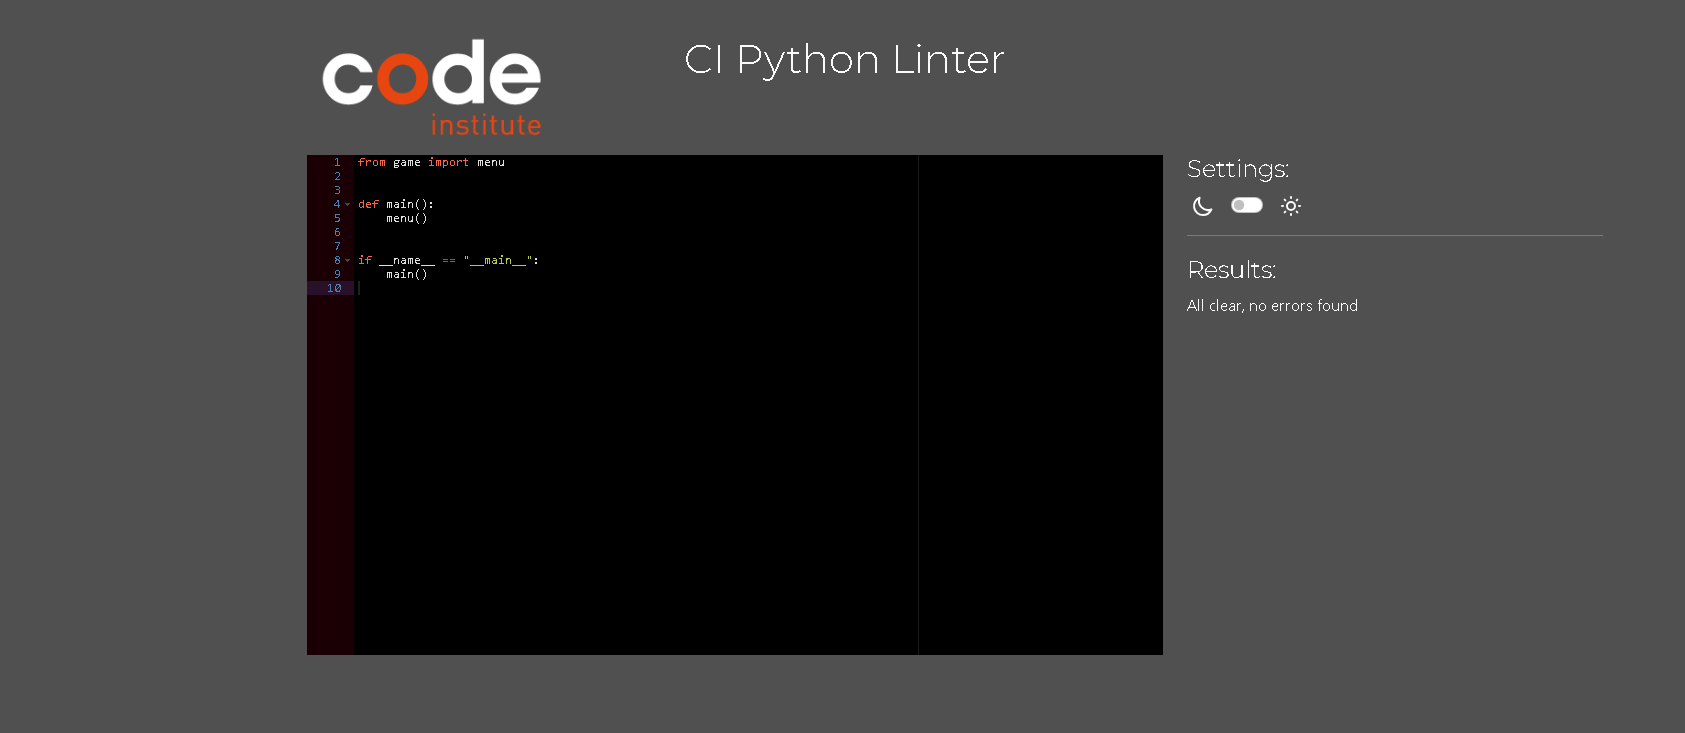 code
institute
CI Python Linter
1 from game import menu
2
3
4 def main():
5     menu()
6
7
8 if __name__ == "__main__":
9     main()
10
Settings:
Results:
All clear, no errors found